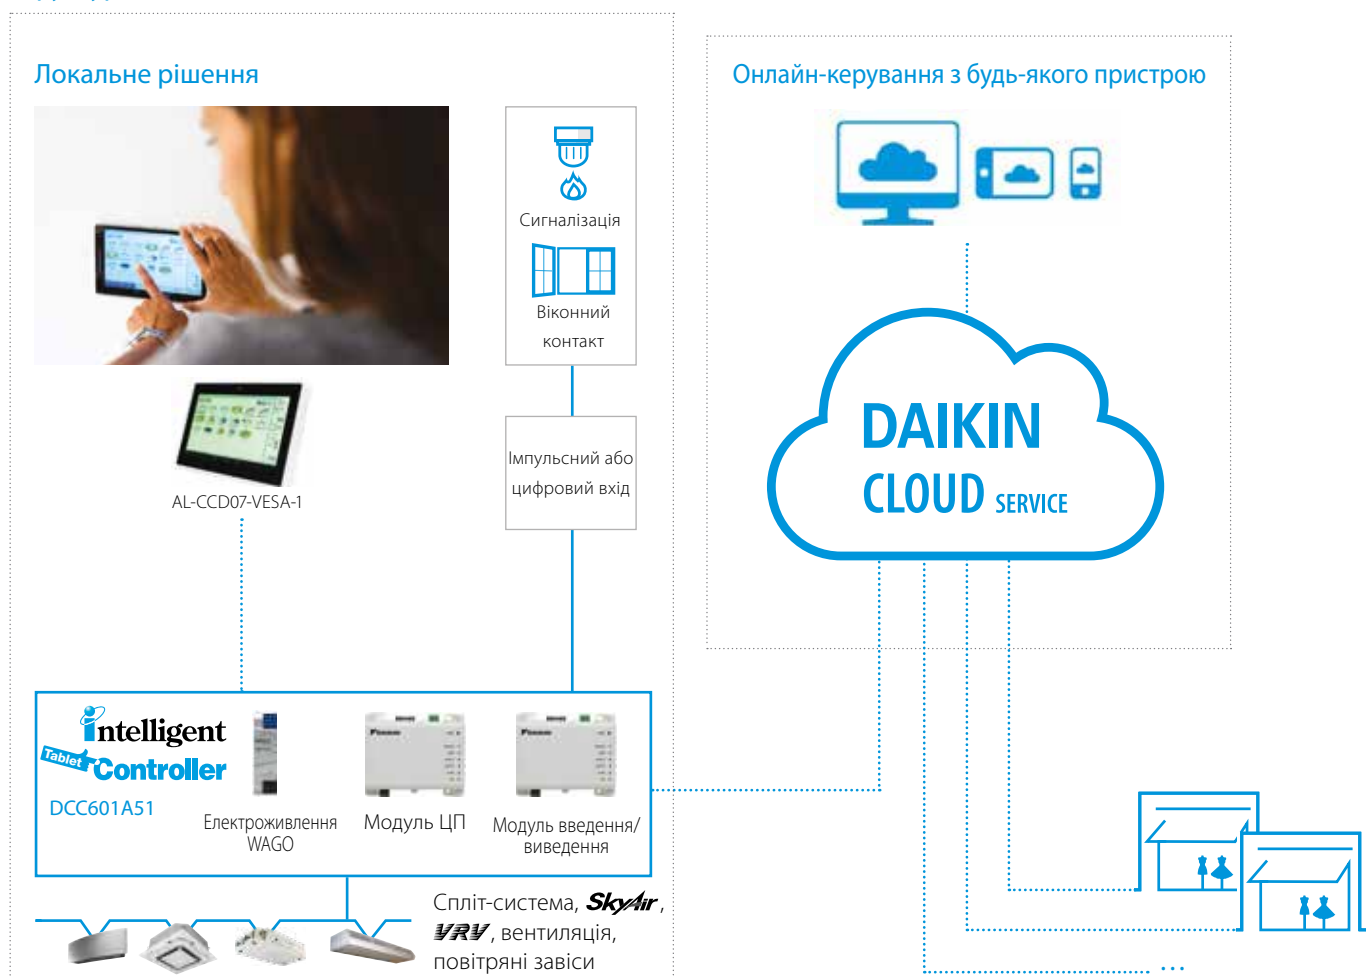 Локальне рішення
Сигналізація
Віконний
контакт
AL-CCD07-VESA-1
Імпульсний або
цифровий вхід
intelligent
Tablet Controller
DCC601A51
Електроживлення
WAGO
Модуль ЦП
Модуль введення/
виведення
Спліт-система, SkyAir,
VRV, вентиляція,
повітряні завіси
Онлайн-керування з будь-якого пристрою
DAIKIN
CLOUD SERVICE
...